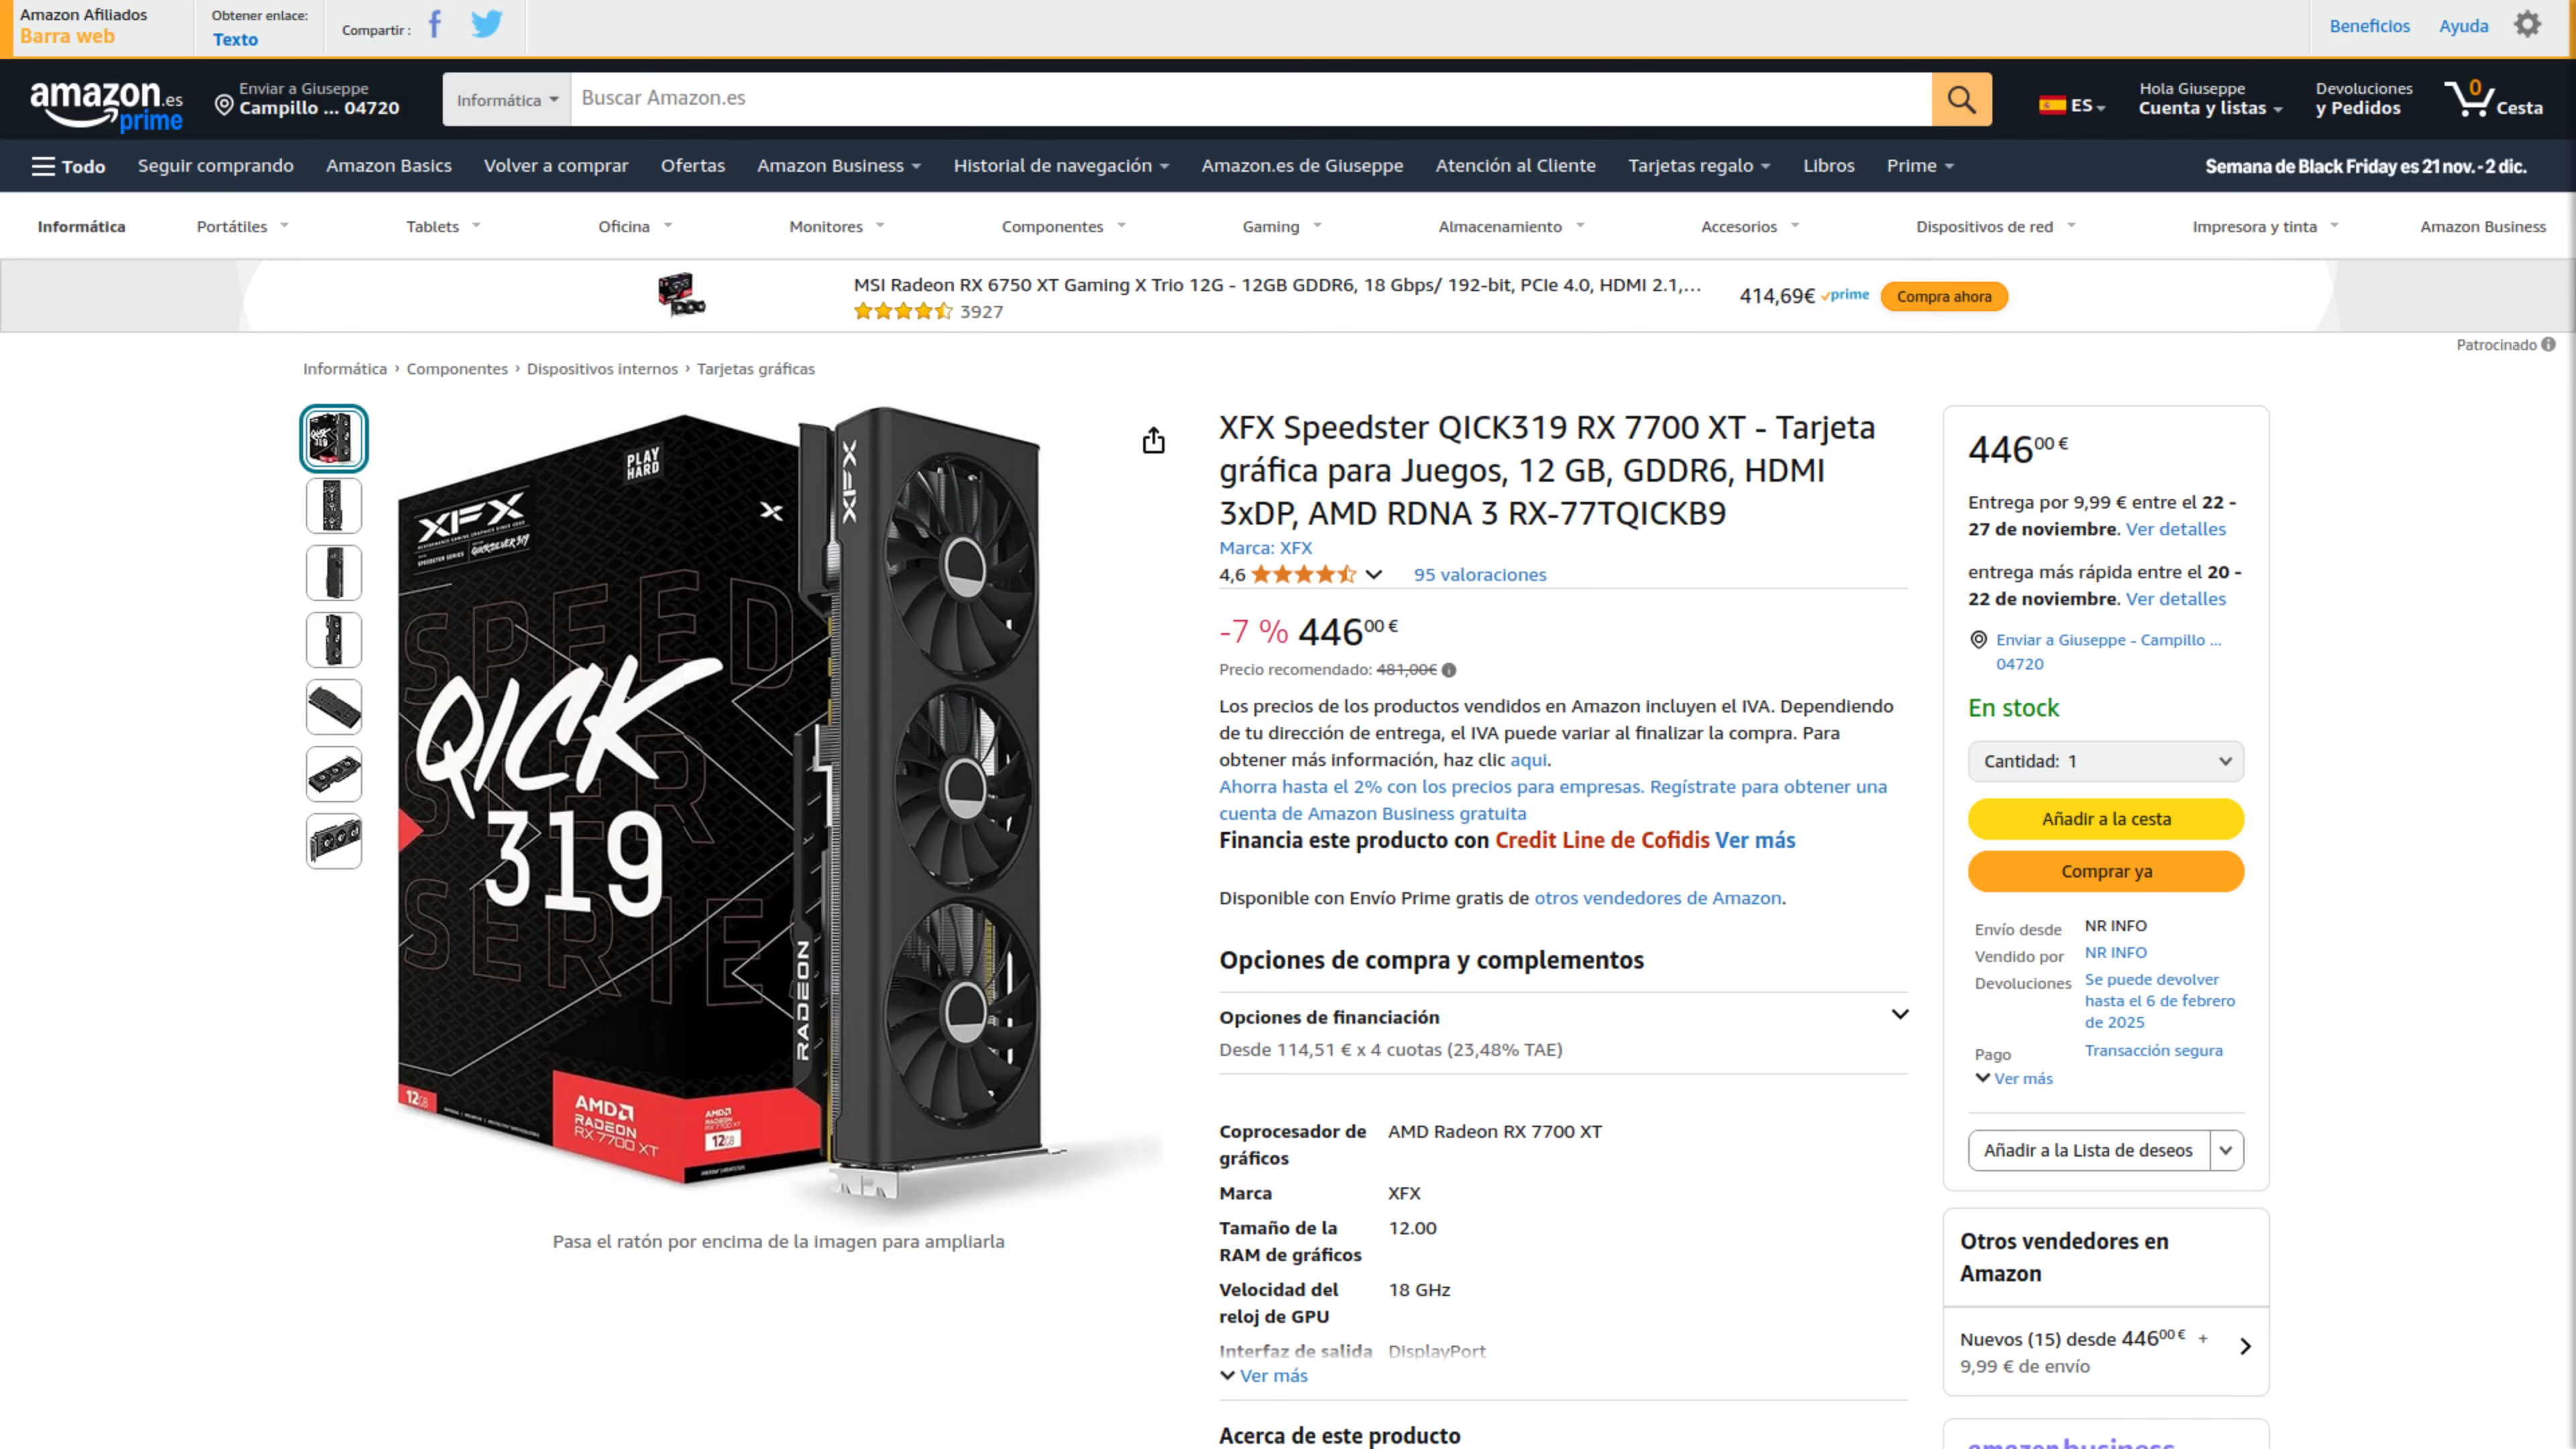 Amazon Afiliados
Barra web
Obtener enlace:
Texto
Compartir :
Beneficios
Ayuda
amazon.es
prime
Enviar a Giuseppe
Campillo ... 04720
Informática
Buscar Amazon.es
ES
Hola Giuseppe
Cuenta y listas
Devoluciones
y Pedidos
0
Cesta
Todo
Seguir comprando
Amazon Basics
Volver a comprar
Ofertas
Amazon Business
Historial de navegación
Amazon.es de Giuseppe
Atención al Cliente
Tarjetas regalo
Libros
Prime
Semana de Black Friday es 21 nov. - 2 dic.
Informática
Portátiles
Tablets
Oficina
Monitores
Componentes
Gaming
Almacenamiento
Accesorios
Dispositivos de red
Impresora y tinta
Amazon Business
MSI Radeon RX 6750 XT Gaming X Trio 12G - 12GB GDDR6, 18 Gbps/ 192-bit, PCIe 4.0, HDMI 2.1,...
3927
414,69€ prime
Compra ahora
Patrocinado
Informática › Componentes › Dispositivos internos › Tarjetas gráficas
PLAY
HARD
XFX
SPEEDSTER SERIES
QUICKSILVER 319
SPEED
STER
SERIE
QICK
319
12GB
AMD
RADEON
RX 7700 XT
AMD
RADEON
RX 7700 XT
12GB
RADEON
XFX
Pasa el ratón por encima de la imagen para ampliarla
XFX Speedster QICK319 RX 7700 XT - Tarjeta
gráfica para Juegos, 12 GB, GDDR6, HDMI
3xDP, AMD RDNA 3 RX-77TQICKB9
Marca: XFX
4,6
95 valoraciones
-7 % 446⁰⁰ €
Precio recomendado: 481,00€
Los precios de los productos vendidos en Amazon incluyen el IVA. Dependiendo
de tu dirección de entrega, el IVA puede variar al finalizar la compra. Para
obtener más información, haz clic aqui.
Ahorra hasta el 2% con los precios para empresas. Regístrate para obtener una
cuenta de Amazon Business gratuita
Financia este producto con Credit Line de Cofidis Ver más
Disponible con Envío Prime gratis de otros vendedores de Amazon.
Opciones de compra y complementos
Opciones de financiación
Desde 114,51 € x 4 cuotas (23,48% TAE)
Coprocesador de
gráficos
AMD Radeon RX 7700 XT
Marca
XFX
Tamaño de la
RAM de gráficos
12.00
Velocidad del
reloj de GPU
18 GHz
Interfaz de salida
DisplayPort
Ver más
Acerca de este producto
446⁰⁰ €
Entrega por 9,99 € entre el 22 -
27 de noviembre. Ver detalles
entrega más rápida entre el 20 -
22 de noviembre. Ver detalles
Enviar a Giuseppe - Campillo ...
04720
En stock
Cantidad: 1
Añadir a la cesta
Comprar ya
Envío desde
NR INFO
Vendido por
NR INFO
Devoluciones
Se puede devolver
hasta el 6 de febrero
de 2025
Pago
Transacción segura
Ver más
Añadir a la Lista de deseos
Otros vendedores en
Amazon
Nuevos (15) desde 446⁰⁰€ +
9,99 € de envío
amazon business